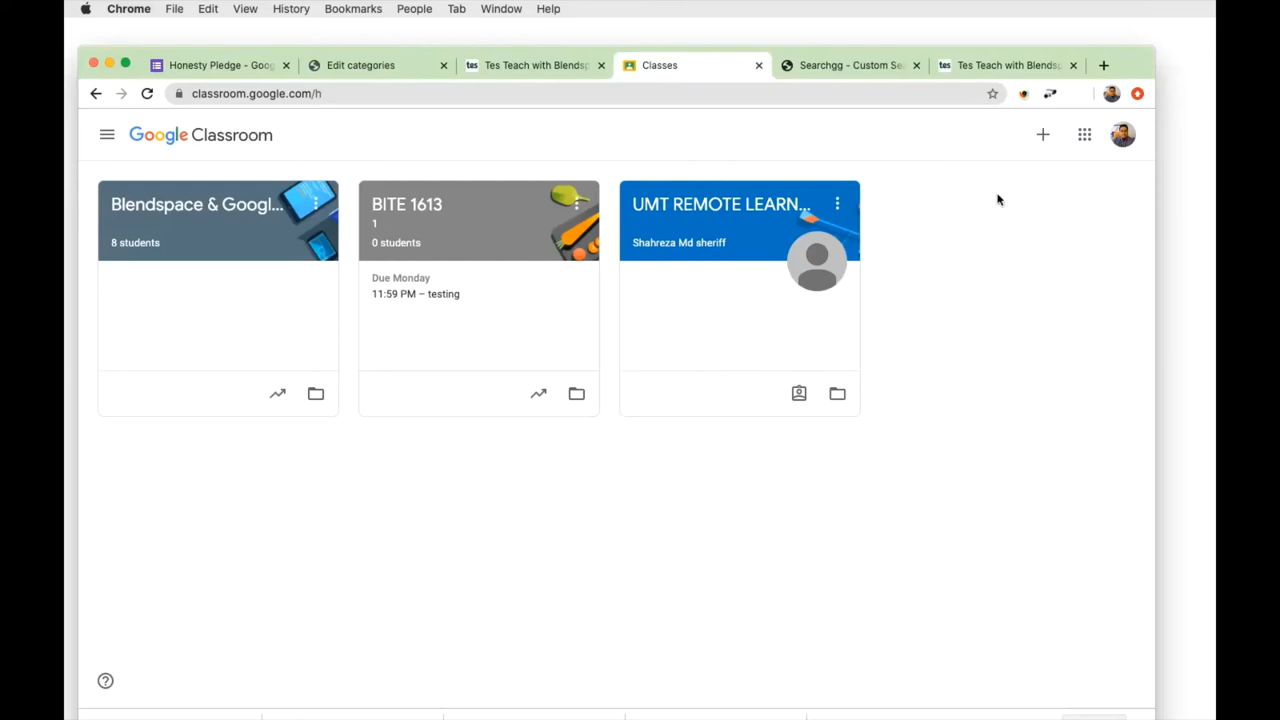 Chrome File Edit View History Bookmarks People Tab Window Help
Honesty Pledge - Goog
Edit categories
tes Tes Teach with Blendsp
Classes
Searchgg - Custom Se
tes Tes Teach with Blendsp
classroom.google.com/h
Google Classroom
Blendspace & Googl...
8 students
BITE 1613
1
0 students
Due Monday
11:59 PM – testing
UMT REMOTE LEARN...
Shahreza Md sheriff